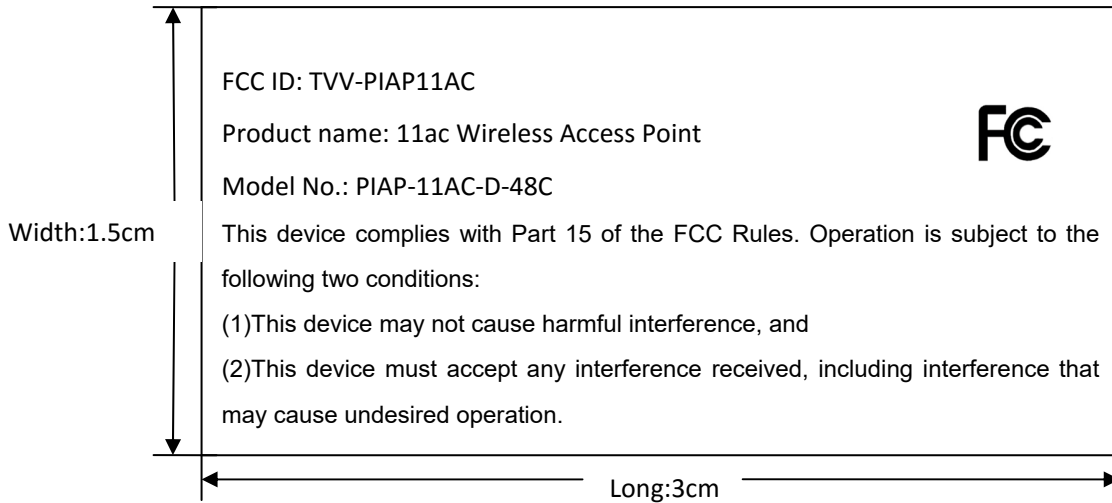 FCC ID: TVV-PIAP11AC
FC
Product name: 11ac Wireless Access Point
Model No.: PIAP-11AC-D-48C
Width:1.5cm
This device complies with Part 15 of the FCC Rules. Operation is subject to the
following two conditions:
(1)This device may not cause harmful interference, and
(2)This device must accept any interference received, including interference that
may cause undesired operation.
Long:3cm